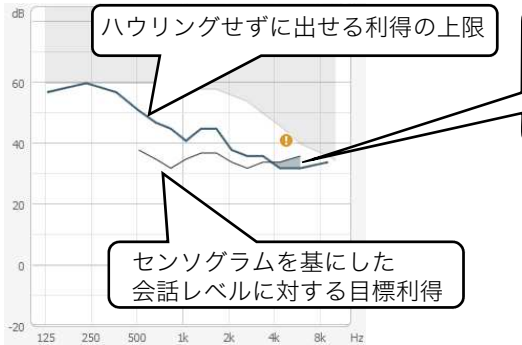 dB
ハウリングせずに出せる利得の上限
60
40
!
20
センソグラムを基にした
会話レベルに対する目標利得
0
-20
125 250 500 1k 2k 4k 8k Hz